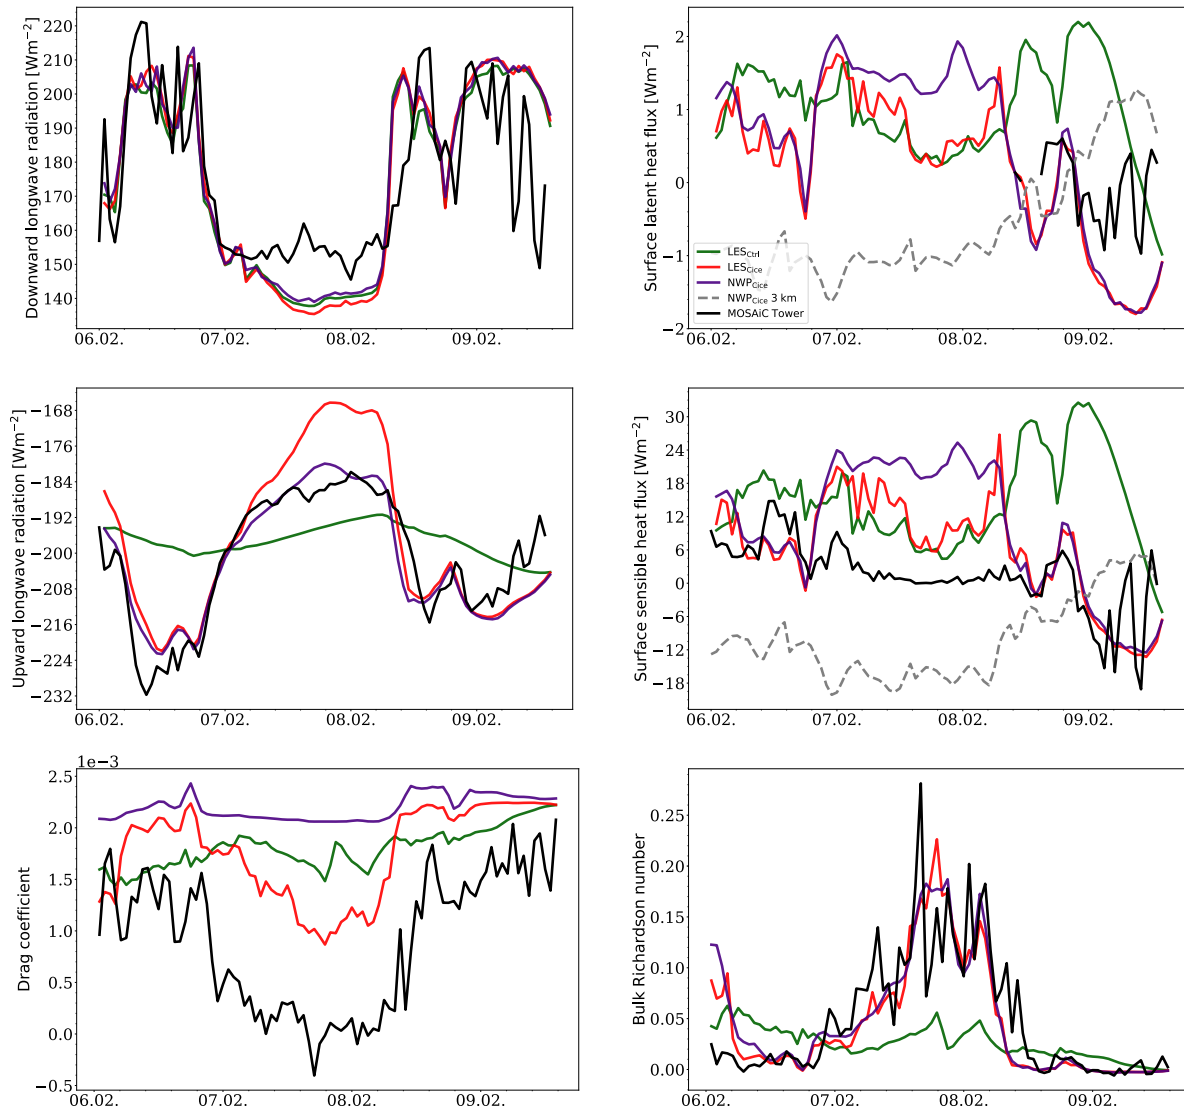 Downward longwave radiation [Wm⁻²]
220
210
200
190
180
170
160
150
140
06.02. 07.02. 08.02. 09.02.
Surface latent heat flux [Wm⁻²]
2
1
0
−1
−2
LES_Ctrl
LES_Cice
NWP_Cice
NWP_Cice 3 km
MOSAiC Tower
06.02. 07.02. 08.02. 09.02.
Upward longwave radiation [Wm⁻²]
−168
−176
−184
−192
−200
−208
−216
−224
−232
06.02. 07.02. 08.02. 09.02.
Surface sensible heat flux [Wm⁻²]
30
24
18
12
6
0
−6
−12
−18
06.02. 07.02. 08.02. 09.02.
Drag coefficient
1e−3
2.5
2.0
1.5
1.0
0.5
0.0
−0.5
06.02. 07.02. 08.02. 09.02.
Bulk Richardson number
0.25
0.20
0.15
0.10
0.05
0.00
06.02. 07.02. 08.02. 09.02.